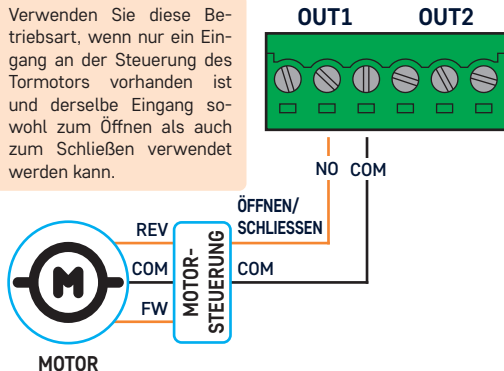 Verwenden Sie diese Be-
triebsart, wenn nur ein Ein-
gang an der Steuerung des
Tormotors vorhanden ist
und derselbe Eingang so-
wohl zum Öffnen als auch
zum Schließen verwendet
werden kann.
OUT1 OUT2
NO COM
ÖFFNEN/
SCHLIESSEN
REV
COM
FW
M
MOTOR-
STEUERUNG
COM
MOTOR